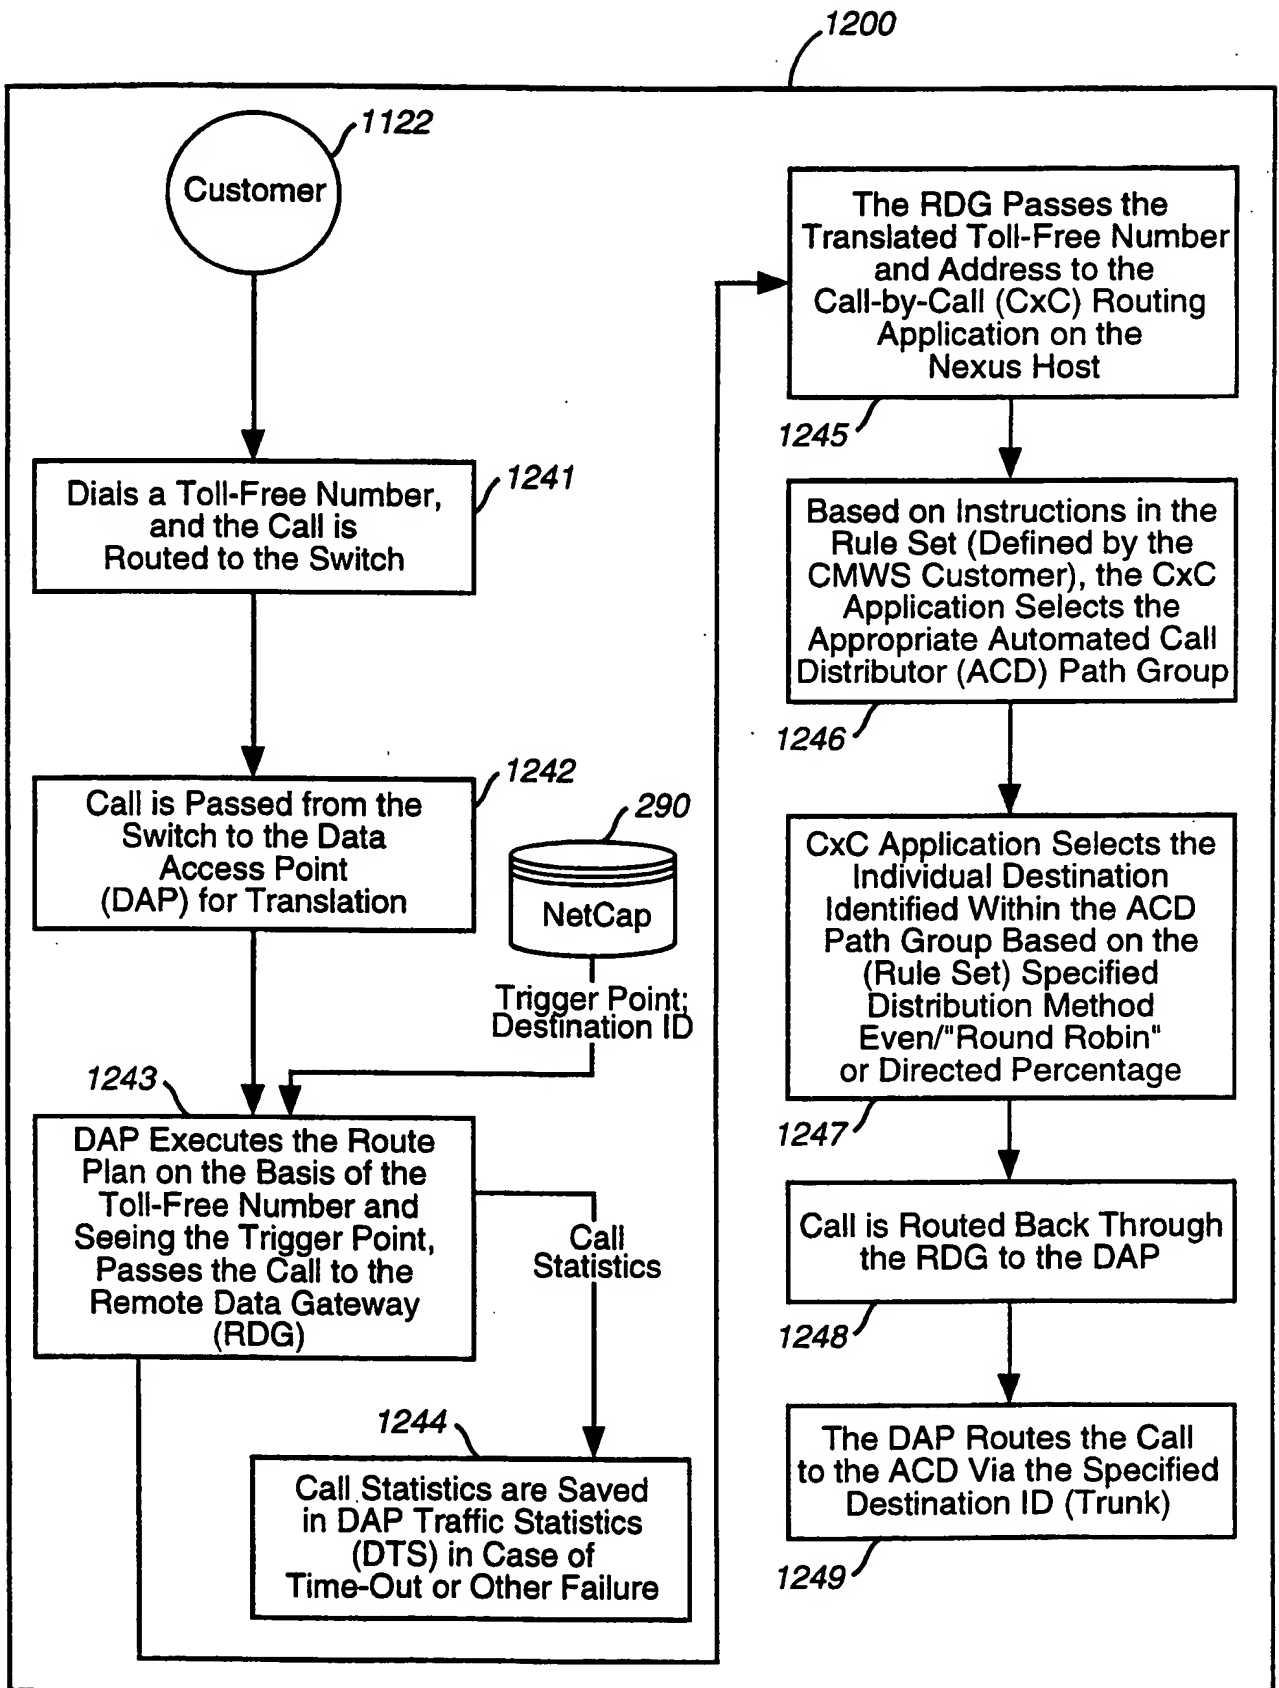 1200
1122
Customer
1241
Dials a Toll-Free Number,
and the Call is
Routed to the Switch
1242
Call is Passed from the
Switch to the Data
Access Point
(DAP) for Translation
290
NetCap
Trigger Point;
Destination ID
1243
DAP Executes the Route
Plan on the Basis of the
Toll-Free Number and
Seeing the Trigger Point,
Passes the Call to the
Remote Data Gateway
(RDG)
Call
Statistics
1244
Call Statistics are Saved
in DAP Traffic Statistics
(DTS) in Case of
Time-Out or Other Failure
The RDG Passes the
Translated Toll-Free Number
and Address to the
Call-by-Call (CxC) Routing
Application on the
Nexus Host
1245
Based on Instructions in the
Rule Set (Defined by the
CMWS Customer), the CxC
Application Selects the
Appropriate Automated Call
Distributor (ACD) Path Group
1246
CxC Application Selects the
Individual Destination
Identified Within the ACD
Path Group Based on the
(Rule Set) Specified
Distribution Method
Even/"Round Robin"
or Directed Percentage
1247
Call is Routed Back Through
the RDG to the DAP
1248
The DAP Routes the Call
to the ACD Via the Specified
Destination ID (Trunk)
1249